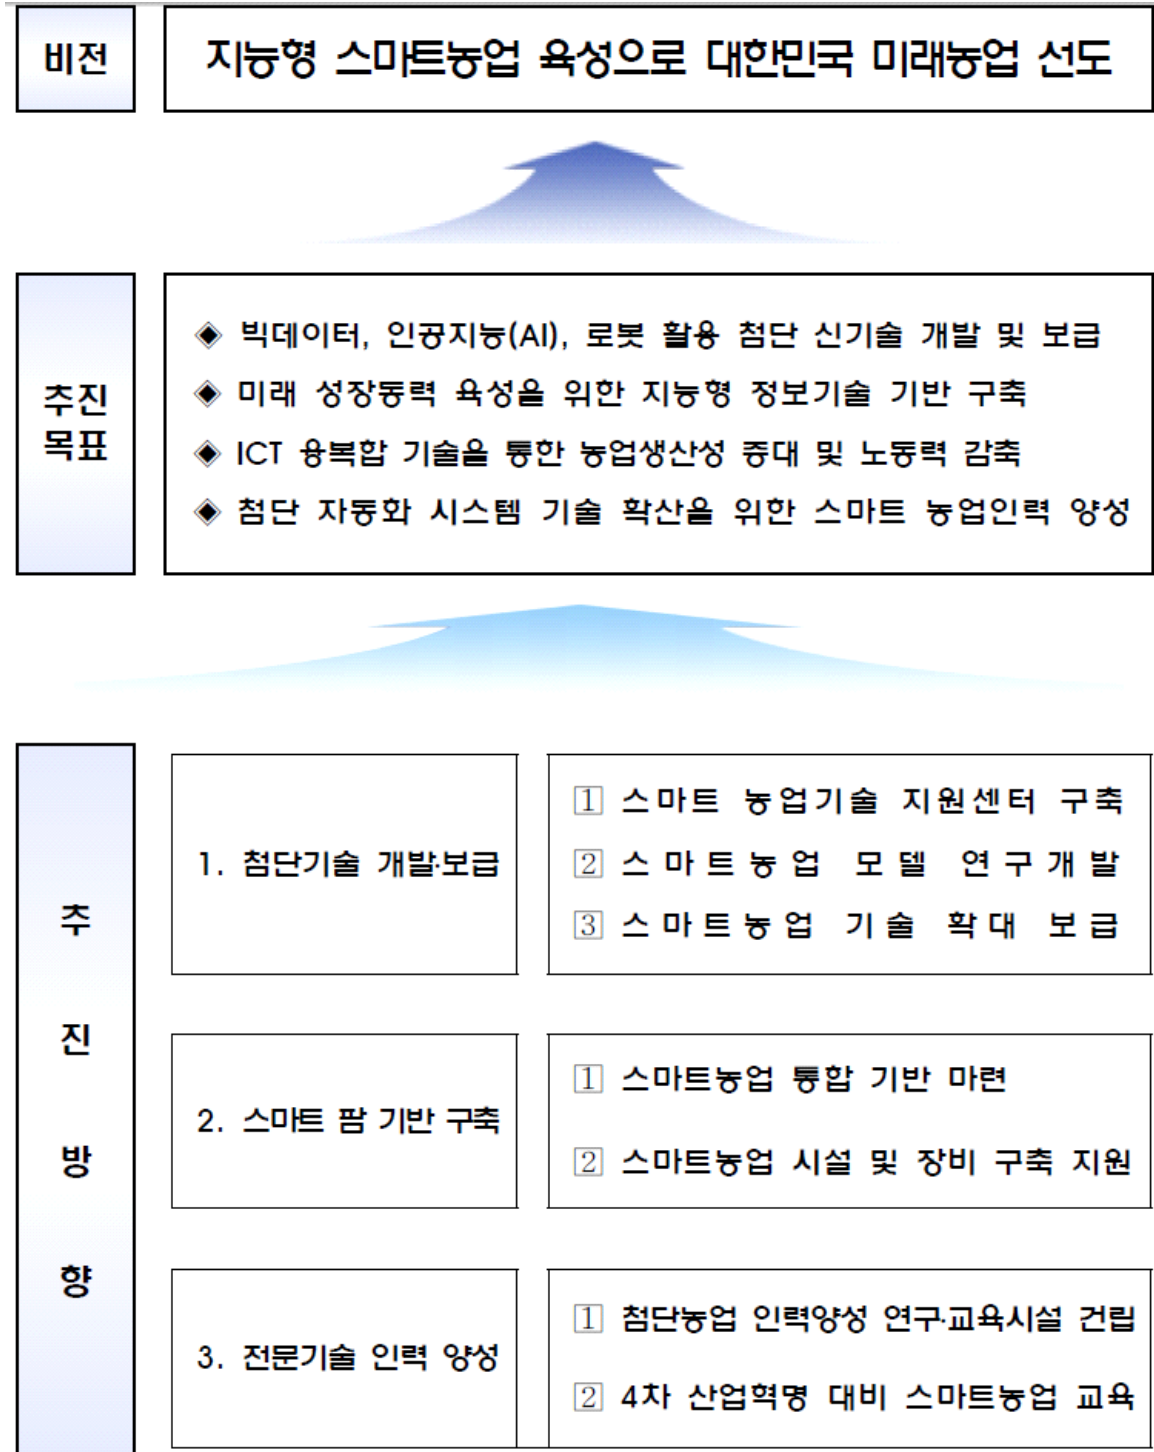 비전
지능형 스마트농업 육성으로 대한민국 미래농업 선도
추진
목표
◈ 빅데이터, 인공지능(AI), 로봇 활용 첨단 신기술 개발 및 보급
◈ 미래 성장동력 육성을 위한 지능형 정보기술 기반 구축
◈ ICT 융복합 기술을 통한 농업생산성 증대 및 노동력 감축
◈ 첨단 자동화 시스템 기술 확산을 위한 스마트 농업인력 양성
추
진
방
향
1. 첨단기술 개발·보급
1 스마트 농업기술 지원센터 구축
2 스마트농업 모델 연구개발
3 스마트농업 기술 확대 보급
2. 스마트 팜 기반 구축
1 스마트농업 통합 기반 마련
2 스마트농업 시설 및 장비 구축 지원
3. 전문기술 인력 양성
1 첨단농업 인력양성 연구·교육시설 건립
2 4차 산업혁명 대비 스마트농업 교육